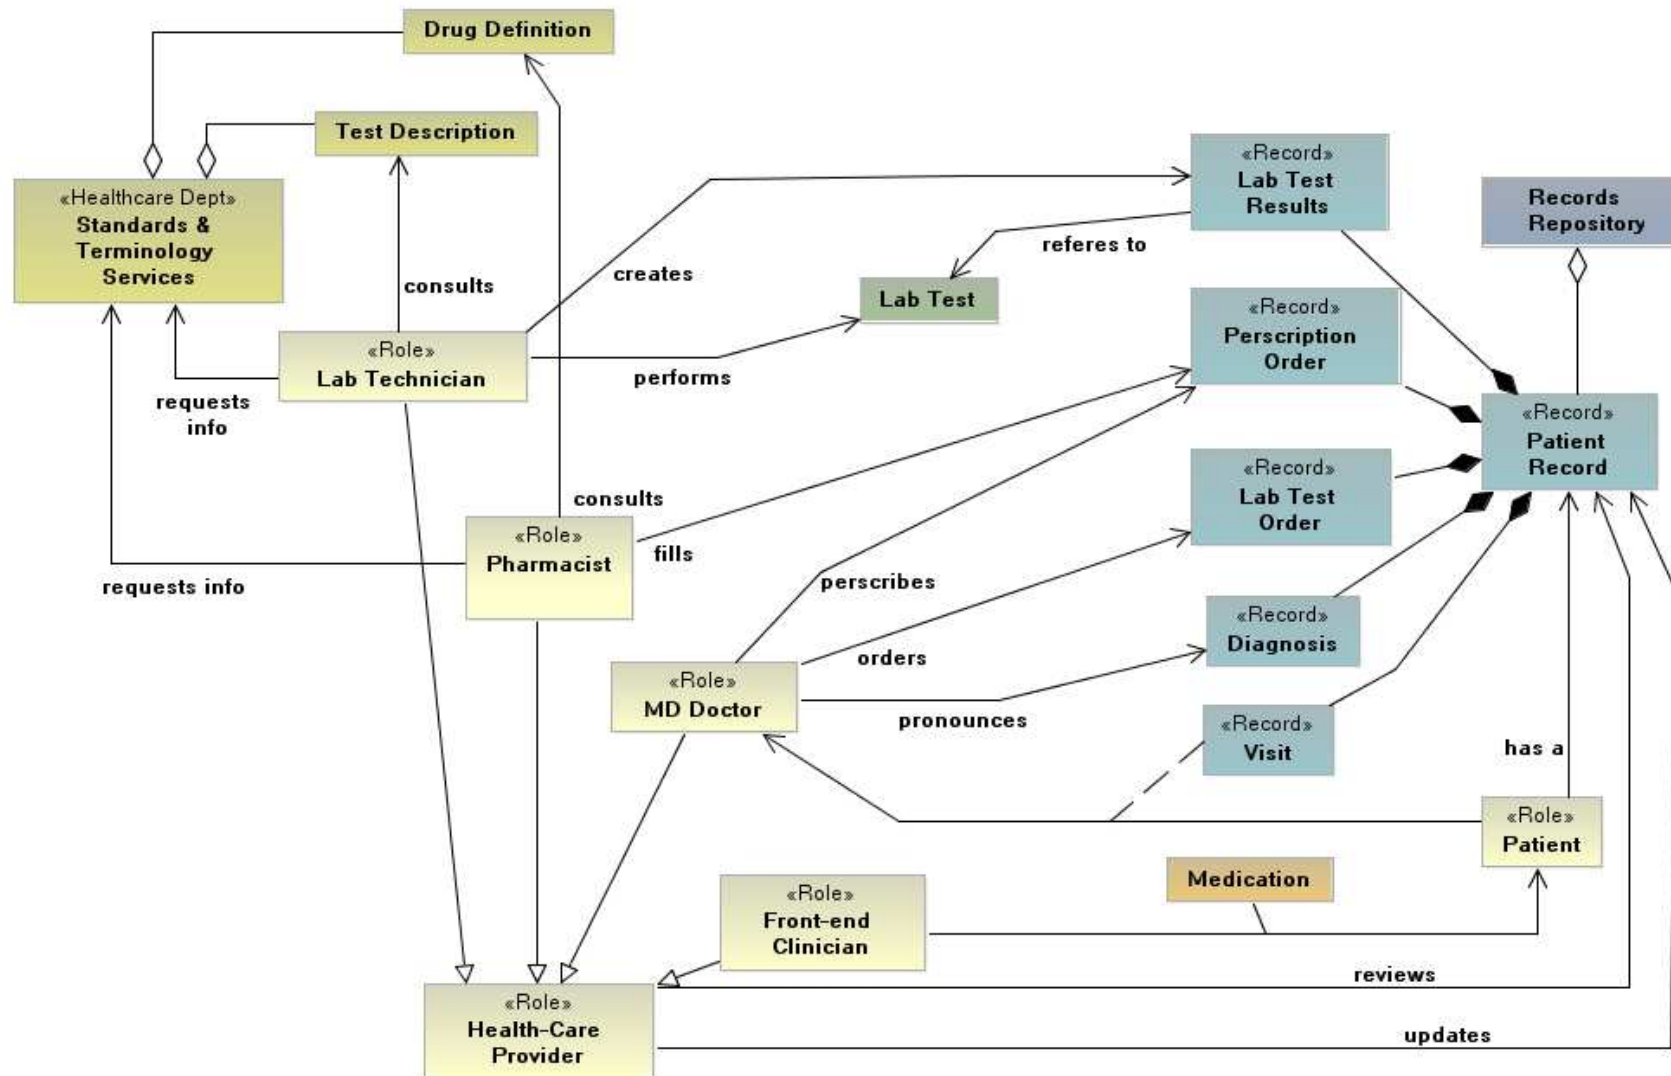 Drug Definition
Test Description
«Healthcare Dept»
Standards &
Terminology
Services
«Record»
Lab Test
Results
Records
Repository
referes to
creates
consults
Lab Test
«Record»
Perscription
Order
«Role»
Lab Technician
performs
requests
info
«Record»
Patient
Record
«Record»
Lab Test
Order
consults
«Role»
Pharmacist
fills
requests info
perscribes
«Record»
Diagnosis
orders
«Role»
MD Doctor
pronounces
«Record»
Visit
has a
«Role»
Patient
Medication
«Role»
Front-end
Clinician
reviews
«Role»
Health-Care
Provider
updates